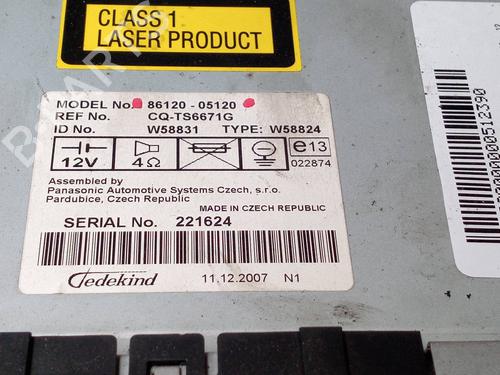 CLASS 1
LASER PRODUCT
MODEL No. 86120 - 05120
REF No. CQ-TS6671G
ID No. W58831 TYPE: W58824
12V
4Ω
e13
022874
Assembled by
Panasonic Automotive Systems Czech, s.r.o.
Pardubice, Czech Republic
MADE IN CZECH REPUBLIC
SERIAL No. 221624
Tedekind 11.12.2007 N1